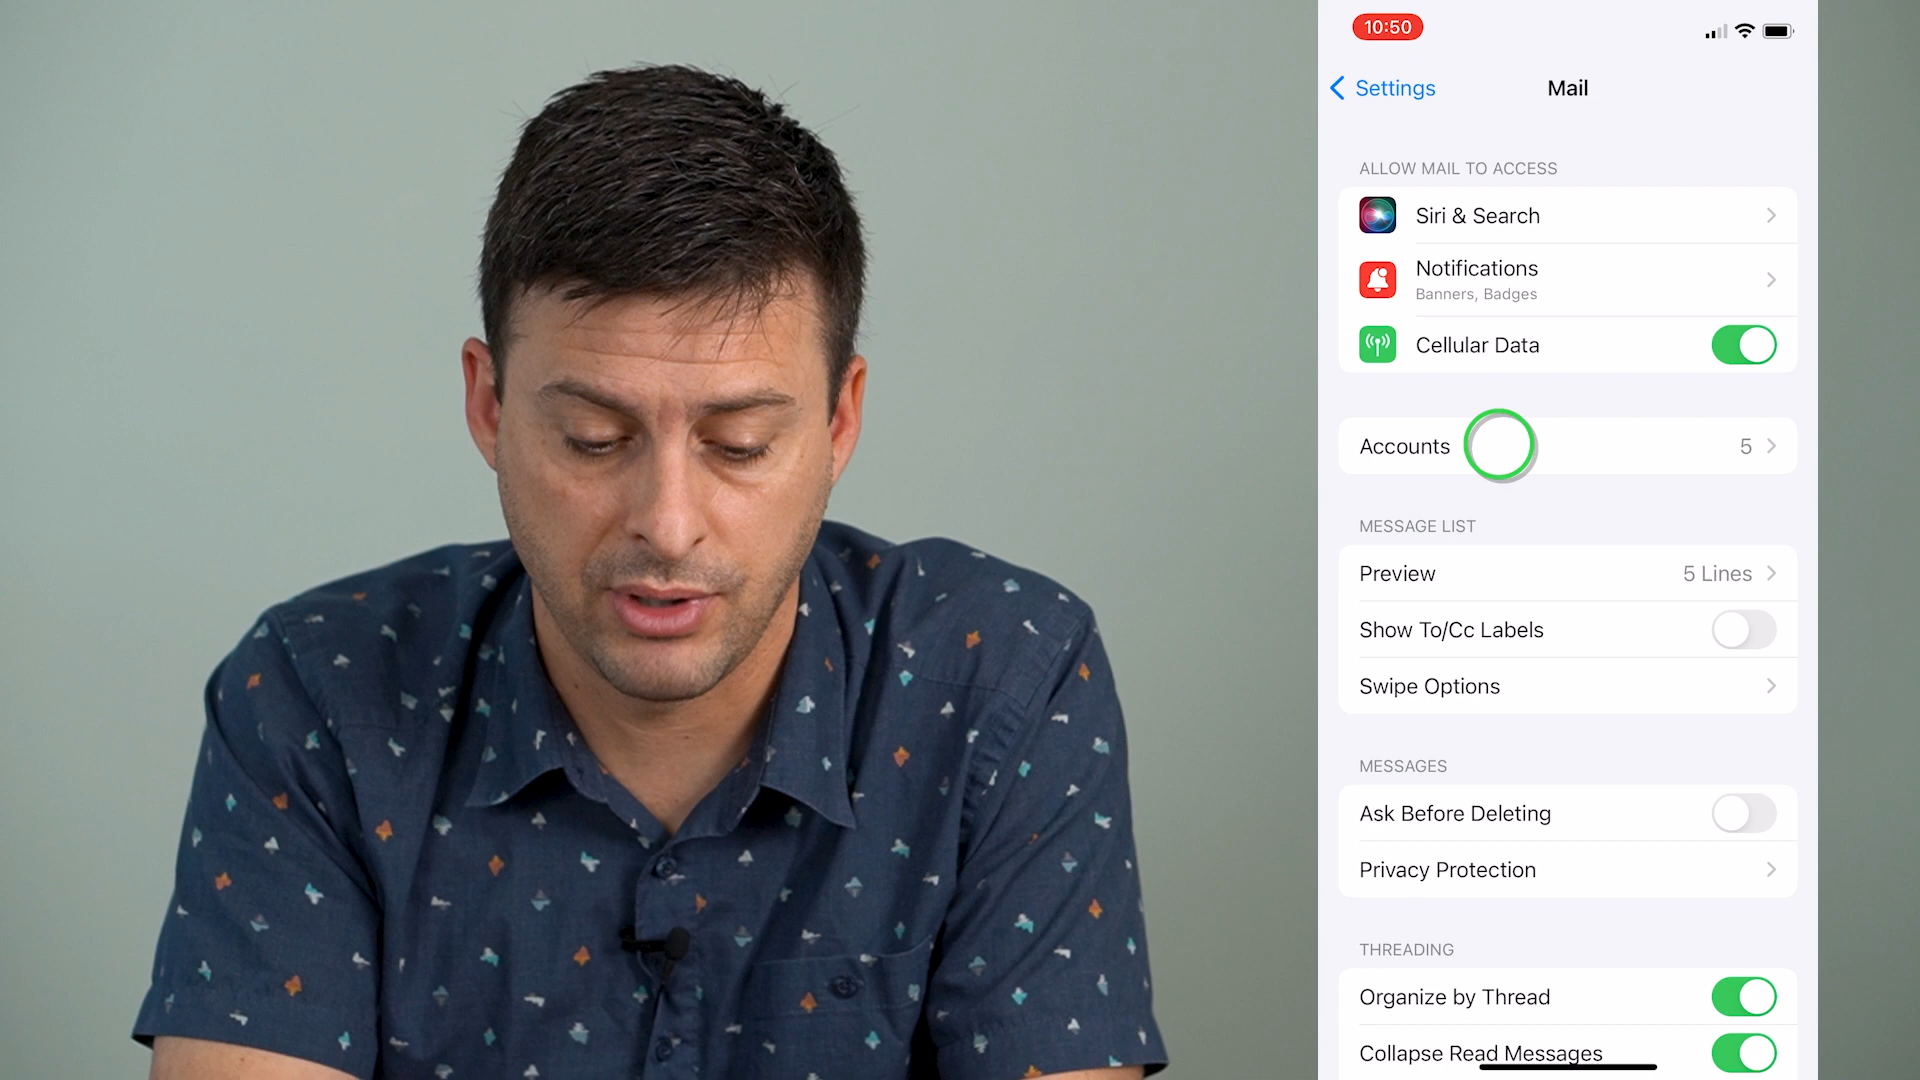 10:50
Settings
Mail
ALLOW MAIL TO ACCESS
Siri & Search
Notifications
Banners, Badges
Cellular Data
Accounts 5
MESSAGE LIST
Preview 5 Lines
Show To/Cc Labels
Swipe Options
MESSAGES
Ask Before Deleting
Privacy Protection
THREADING
Organize by Thread
Collapse Read Messages